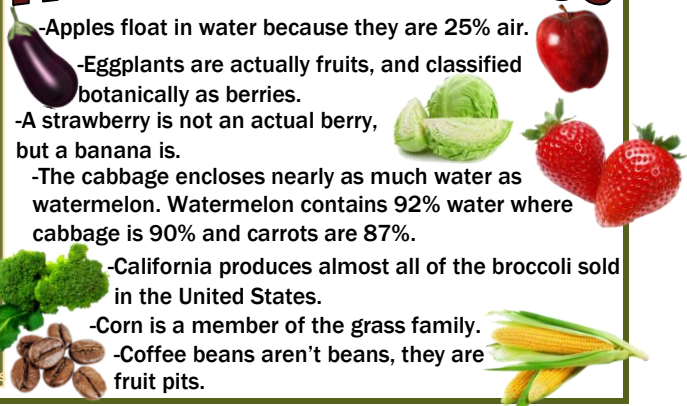 -Apples float in water because they are 25% air.
-Eggplants are actually fruits, and classified
botanically as berries.
-A strawberry is not an actual berry,
but a banana is.
-The cabbage encloses nearly as much water as
watermelon. Watermelon contains 92% water where
cabbage is 90% and carrots are 87%.
-California produces almost all of the broccoli sold
in the United States.
-Corn is a member of the grass family.
-Coffee beans aren’t beans, they are
fruit pits.